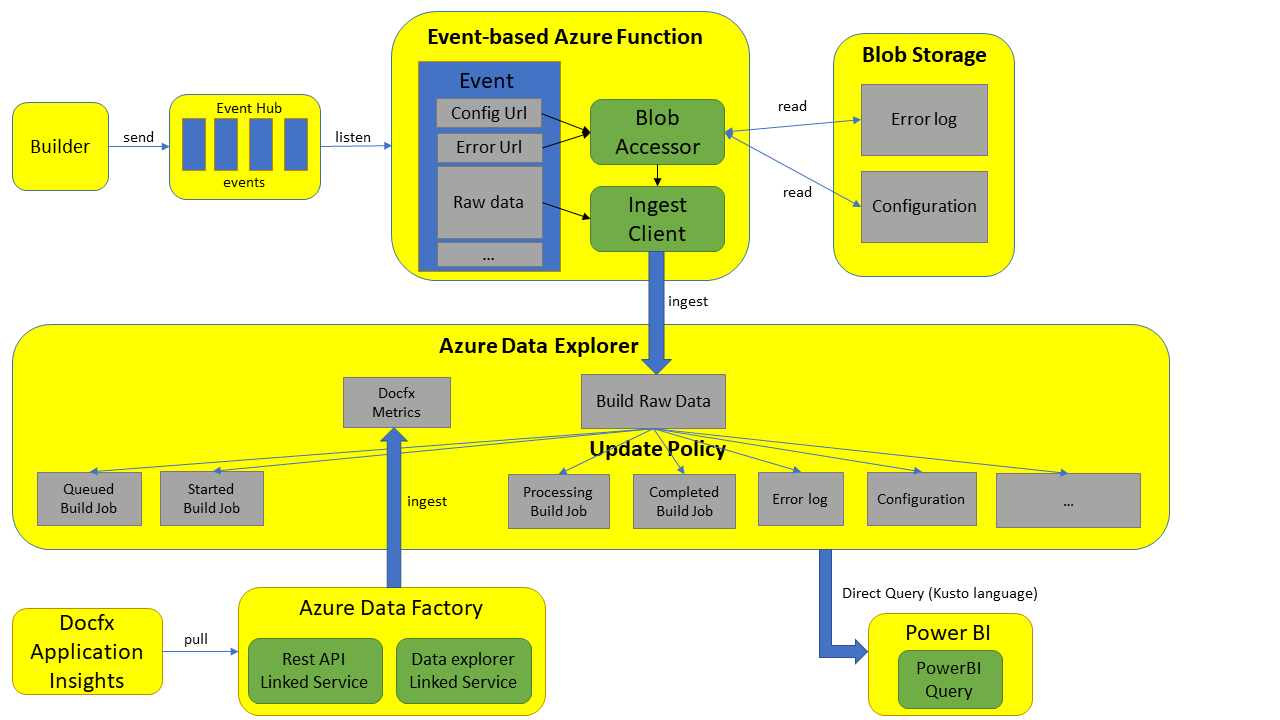 Event-based Azure Function
Blob Storage
Event
Config Url
Error Url
Raw data
...
Blob
Accessor
Ingest
Client
Builder
send
Event Hub
events
listen
read
read
Error log
Configuration
ingest
Azure Data Explorer
Docfx
Metrics
Build Raw Data
Update Policy
Queued
Build Job
Started
Build Job
Processing
Build Job
Completed
Build Job
Error log
Configuration
...
ingest
Direct Query (Kusto language)
Docfx
Application
Insights
pull
Azure Data Factory
Rest API
Linked Service
Data explorer
Linked Service
Power BI
PowerBI
Query